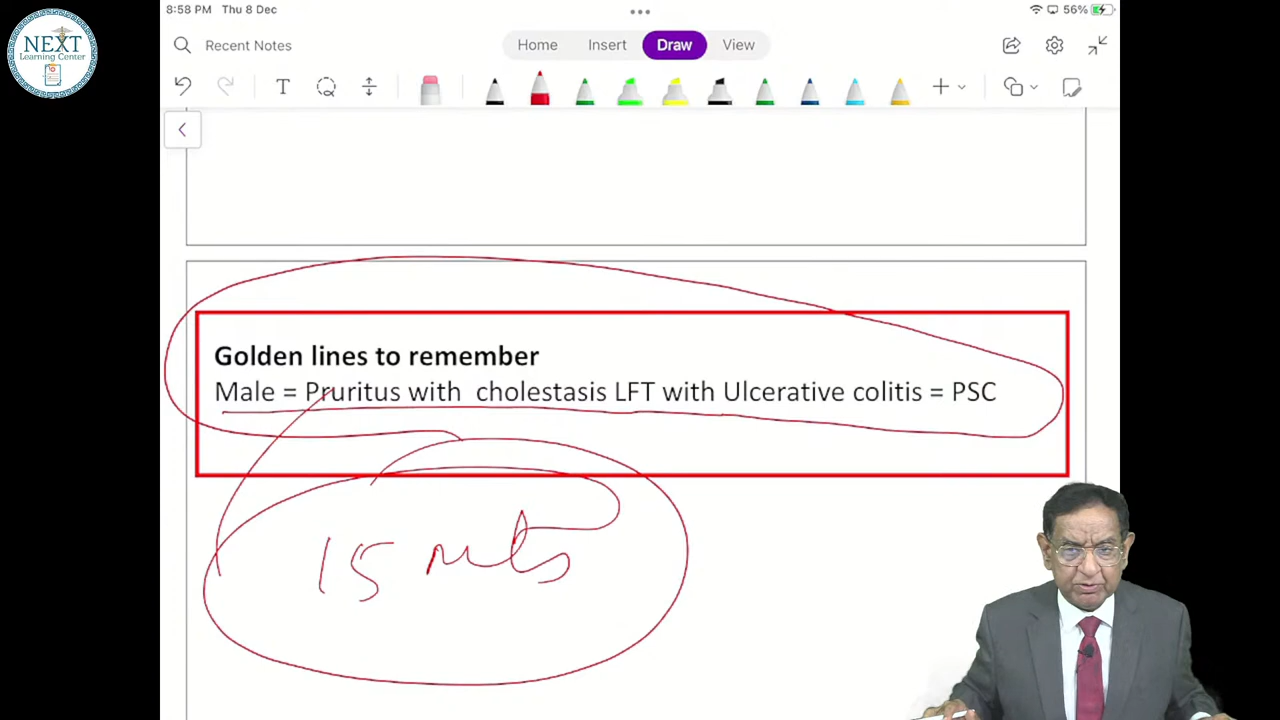 8:58 PM Thu 8 Dec
56%
NEXT
Learning Center
Recent Notes
Home Insert Draw View
T
Golden lines to remember
Male = Pruritus with cholestasis LFT with Ulcerative colitis = PSC
15 mts